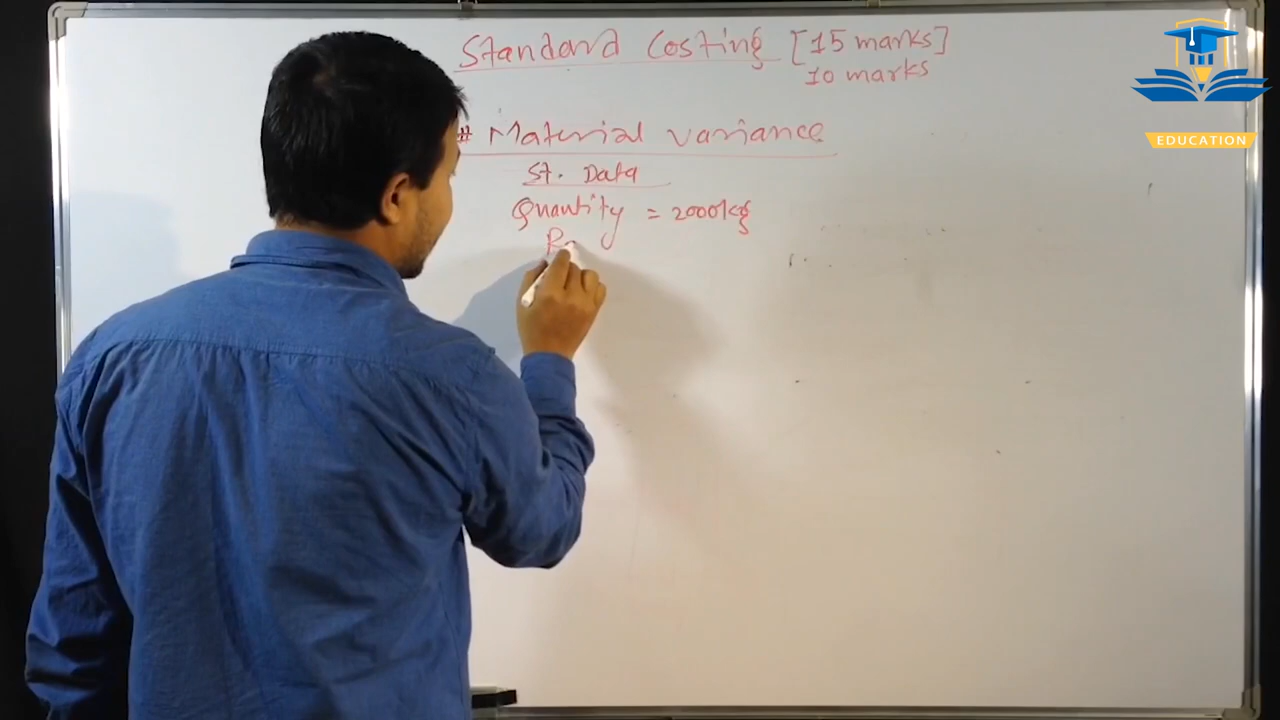 Standard Costing [15 marks]
10 marks
# Material variance
St. Data
Quantity = 2000kg
EDUCATION